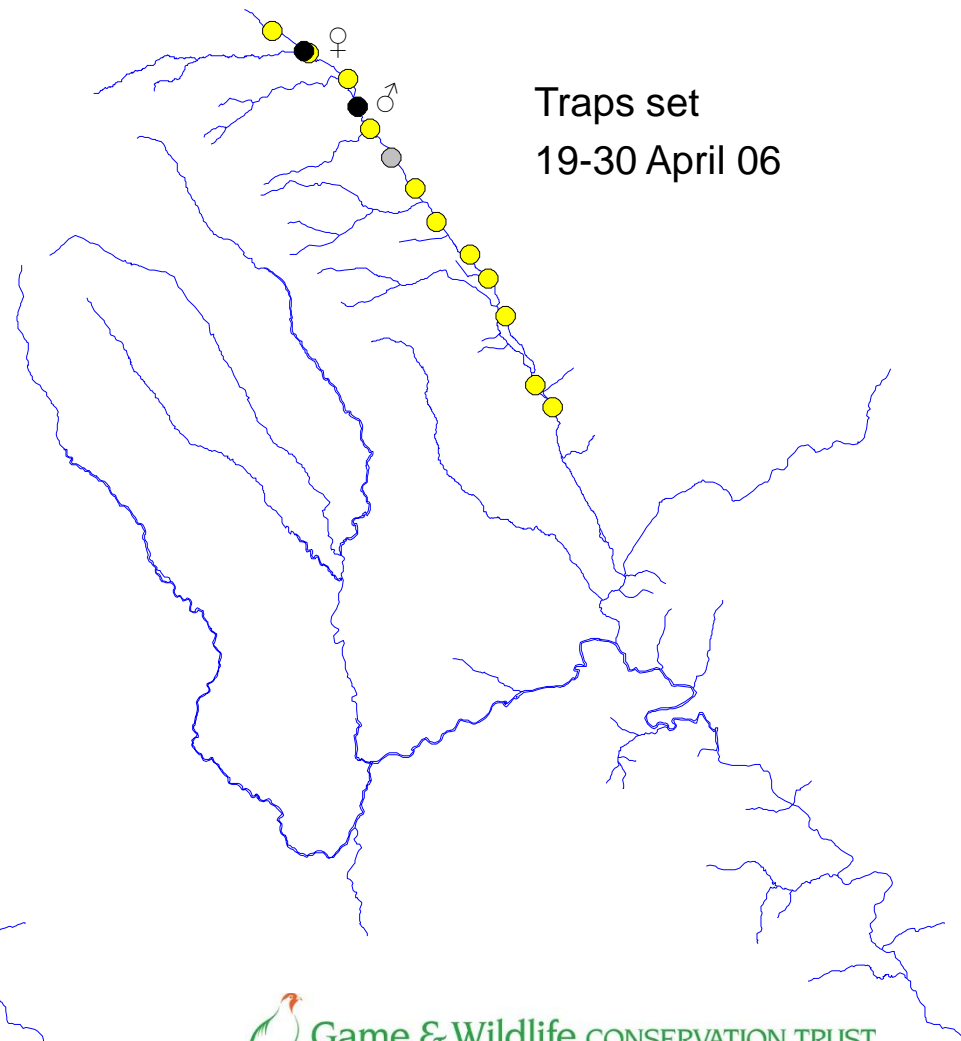 ♀
♂
Traps set
19-30 April 06
Game & Wildlife CONSERVATION TRUST